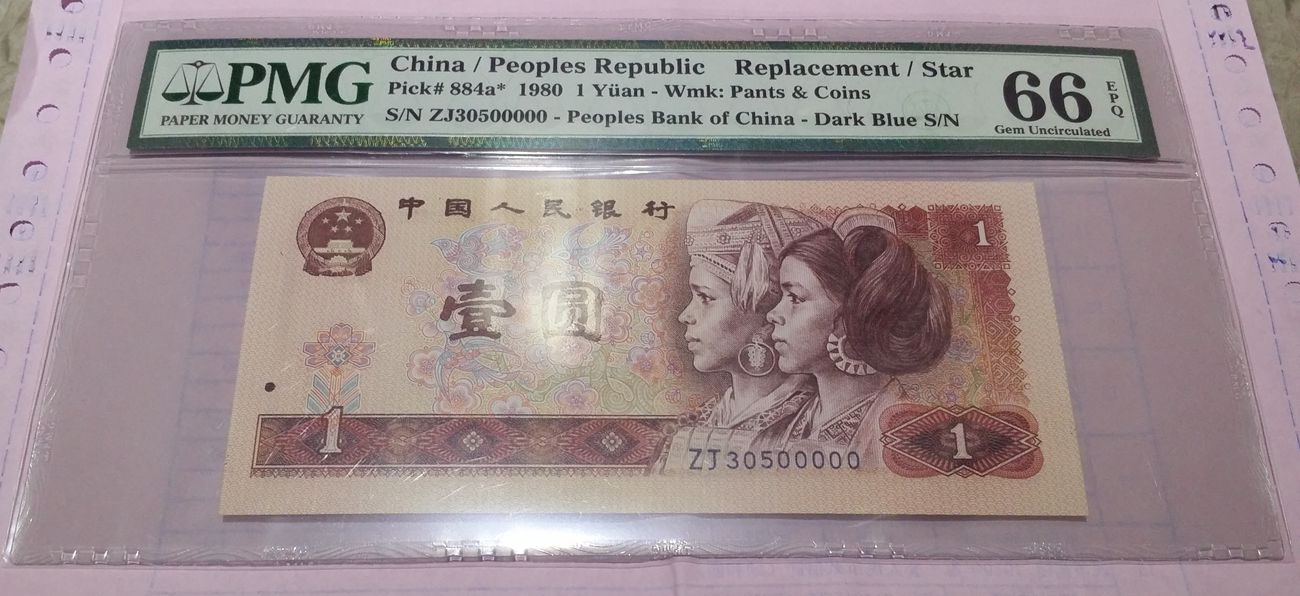 PMG
PAPER MONEY GUARANTY
China / Peoples Republic Replacement / Star
Pick# 884a* 1980 1 Yüan - Wmk: Pants & Coins
S/N ZJ30500000 - Peoples Bank of China - Dark Blue S/N
66 EPQ
Gem Uncirculated
中国人民银行
1
壹圆
1
ZJ30500000
1